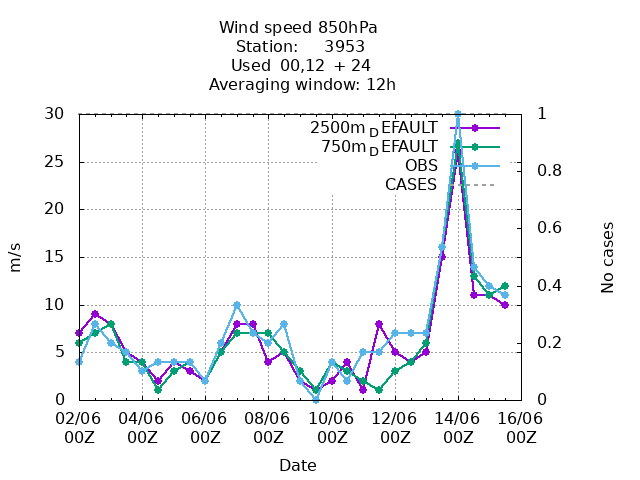 Wind speed 850hPa
Station: 3953
Used 00,12 + 24
Averaging window: 12h
30
25
20
15
10
5
0
m/s
1
0.8
0.6
0.4
0.2
0
No cases
2500m_DEFAULT
750m_DEFAULT
OBS
CASES
02/06 04/06 06/06 08/06 10/06 12/06 14/06 16/06
00Z 00Z 00Z 00Z 00Z 00Z 00Z 00Z
Date